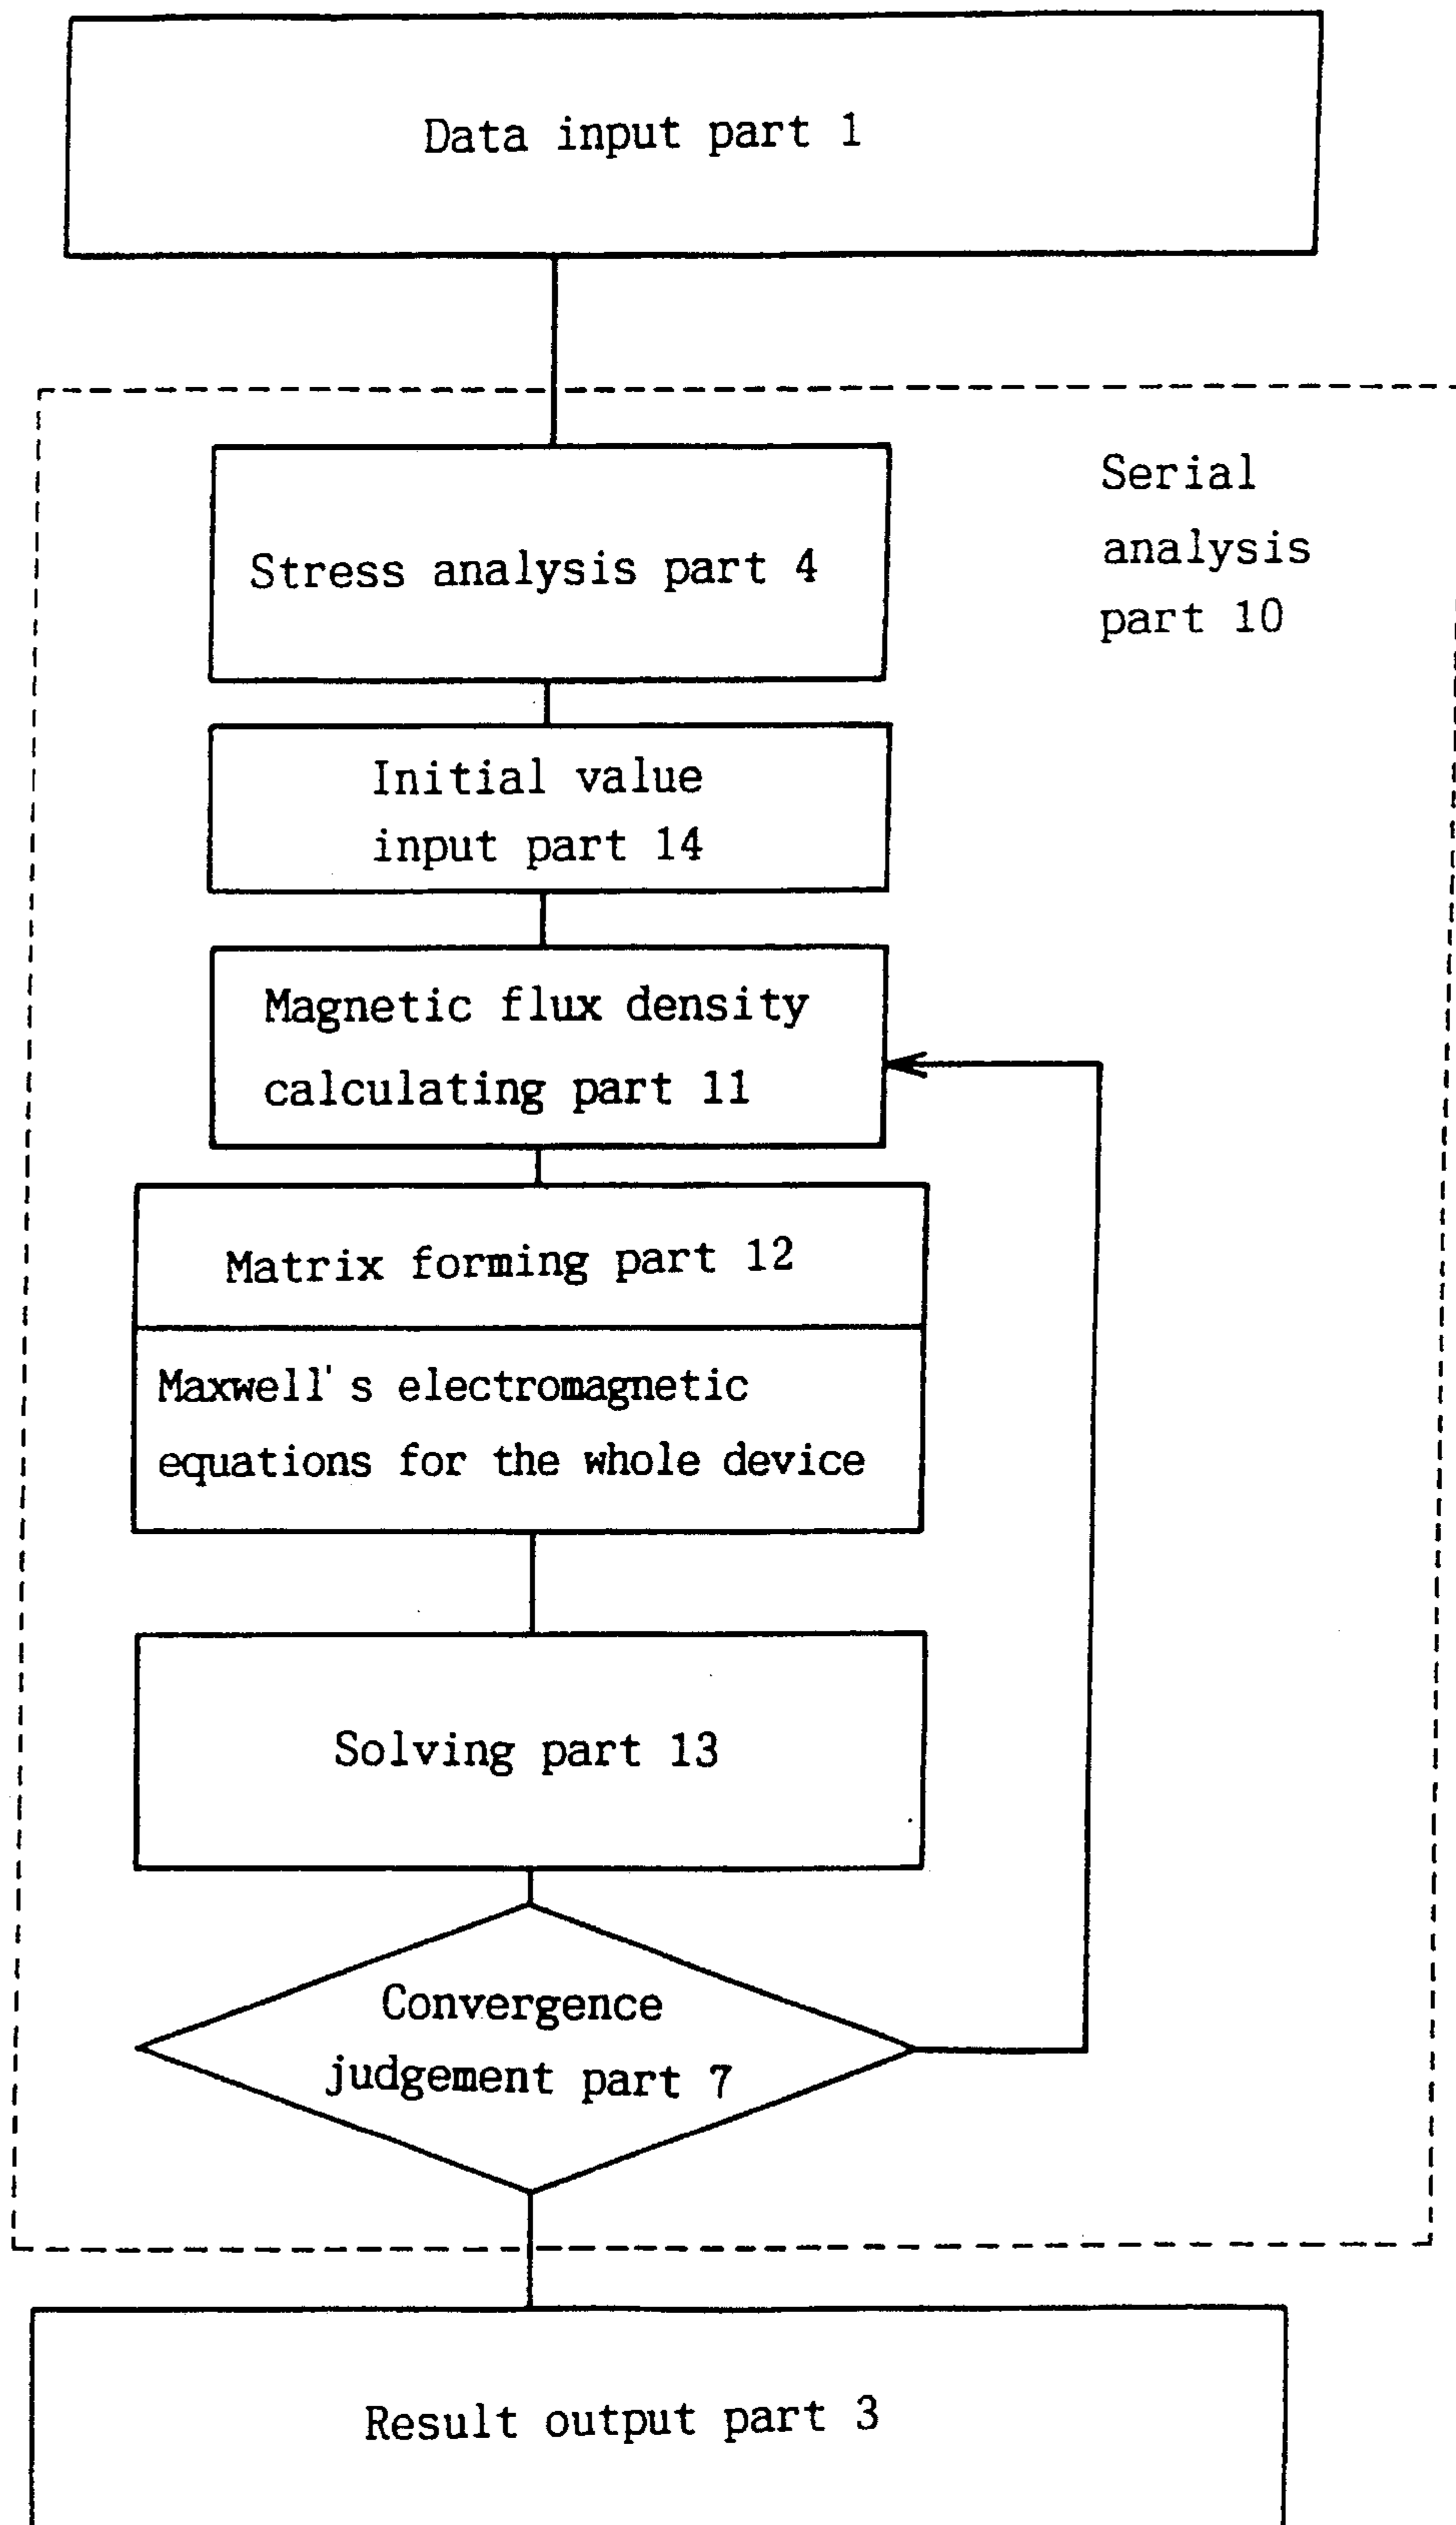 Data input part 1
Serial
analysis
part 10
Stress analysis part 4
Initial value
input part 14
Magnetic flux density
calculating part 11
Matrix forming part 12
Maxwell's electromagnetic
equations for the whole device
Solving part 13
Convergence
judgement part 7
Result output part 3